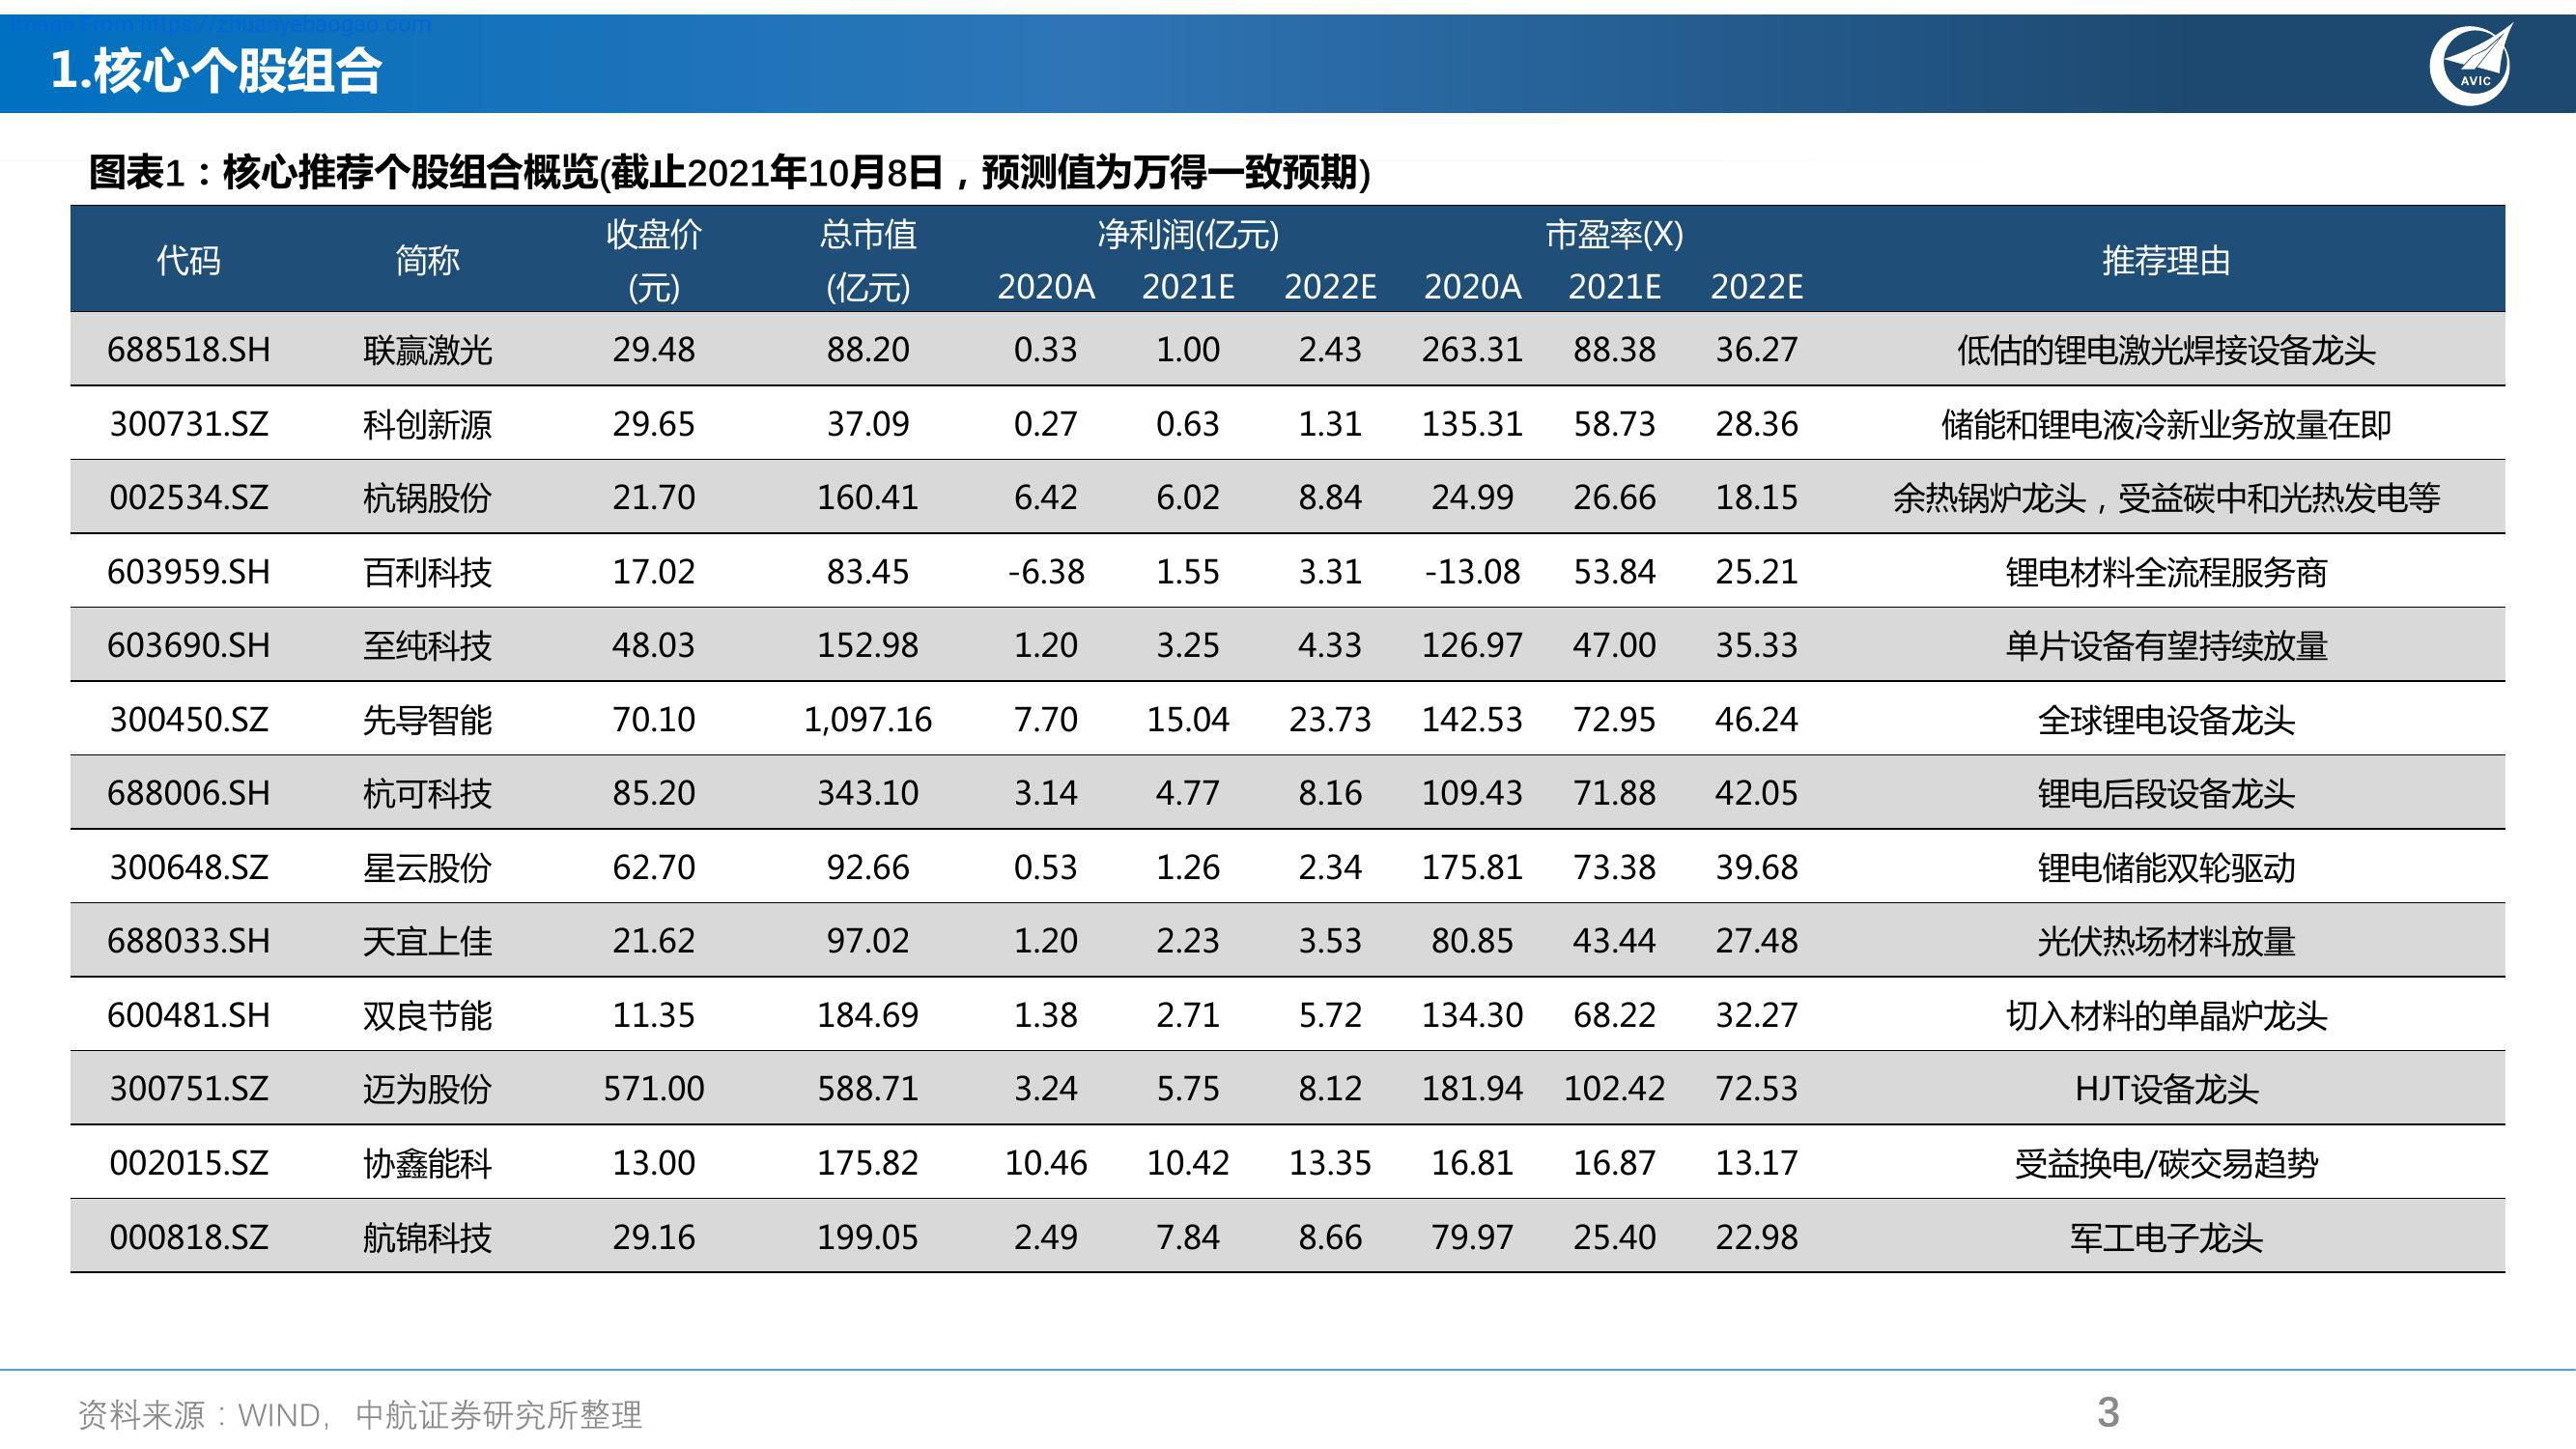 Image From https://zhuanyebaogao.com
1.核心个股组合
AVIC
图表1：核心推荐个股组合概览(截止2021年10月8日，预测值为万得一致预期)
代码 简称 收盘价 总市值 净利润(亿元) 市盈率(X) 推荐理由
(元) (亿元) 2020A 2021E 2022E 2020A 2021E 2022E
688518.SH 联赢激光 29.48 88.20 0.33 1.00 2.43 263.31 88.38 36.27 低估的锂电激光焊接设备龙头
300731.SZ 科创新源 29.65 37.09 0.27 0.63 1.31 135.31 58.73 28.36 储能和锂电液冷新业务放量在即
002534.SZ 杭锅股份 21.70 160.41 6.42 6.02 8.84 24.99 26.66 18.15 余热锅炉龙头，受益碳中和光热发电等
603959.SH 百利科技 17.02 83.45 -6.38 1.55 3.31 -13.08 53.84 25.21 锂电材料全流程服务商
603690.SH 至纯科技 48.03 152.98 1.20 3.25 4.33 126.97 47.00 35.33 单片设备有望持续放量
300450.SZ 先导智能 70.10 1,097.16 7.70 15.04 23.73 142.53 72.95 46.24 全球锂电设备龙头
688006.SH 杭可科技 85.20 343.10 3.14 4.77 8.16 109.43 71.88 42.05 锂电后段设备龙头
300648.SZ 星云股份 62.70 92.66 0.53 1.26 2.34 175.81 73.38 39.68 锂电储能双轮驱动
688033.SH 天宜上佳 21.62 97.02 1.20 2.23 3.53 80.85 43.44 27.48 光伏热场材料放量
600481.SH 双良节能 11.35 184.69 1.38 2.71 5.72 134.30 68.22 32.27 切入材料的单晶炉龙头
300751.SZ 迈为股份 571.00 588.71 3.24 5.75 8.12 181.94 102.42 72.53 HJT设备龙头
002015.SZ 协鑫能科 13.00 175.82 10.46 10.42 13.35 16.81 16.87 13.17 受益换电/碳交易趋势
000818.SZ 航锦科技 29.16 199.05 2.49 7.84 8.66 79.97 25.40 22.98 军工电子龙头
资料来源：WIND, 中航证券研究所整理
3